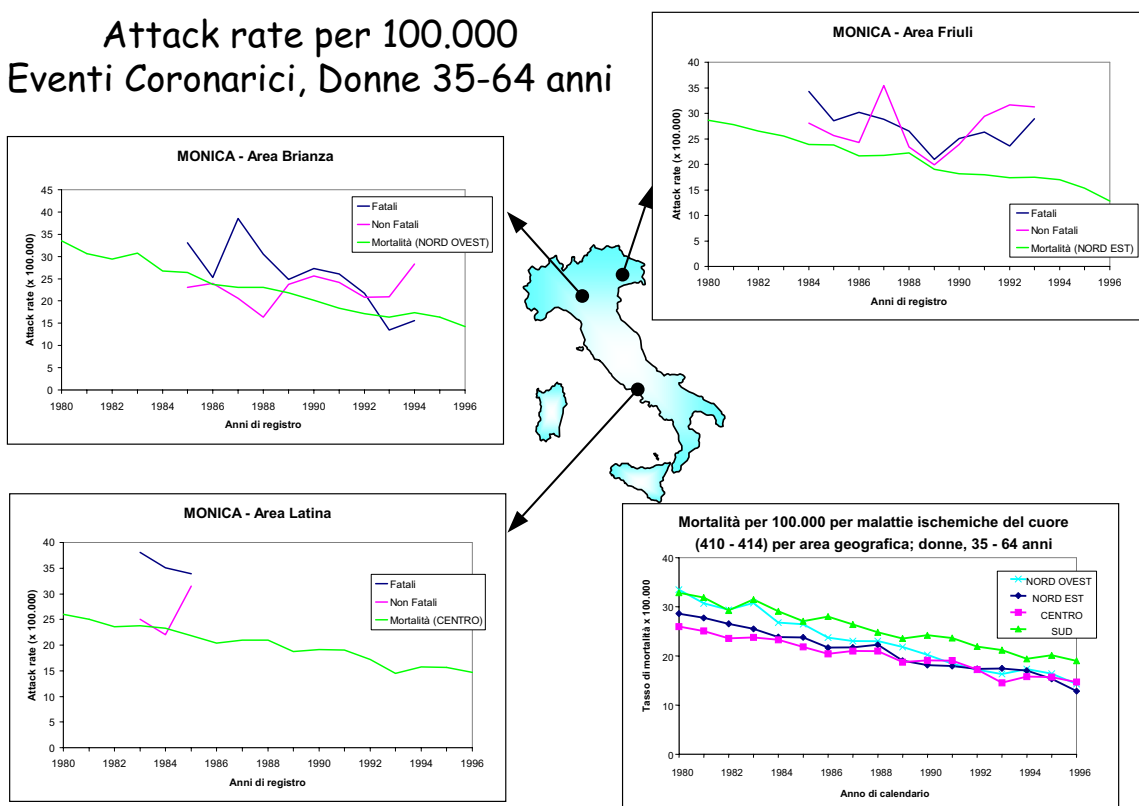 Attack rate per 100.000
Eventi Coronarici, Donne 35-64 anni
MONICA - Area Friuli
Attack rate (x 100.000)
40
35
30
25
20
15
10
5
0
1980 1982 1984 1986 1988 1990 1992 1994 1996
Anni di registro
Fatali
Non Fatali
Mortalità (NORD EST)
MONICA - Area Brianza
Attack rate (x 100.000)
45
40
35
30
25
20
15
10
5
0
1980 1982 1984 1986 1988 1990 1992 1994 1996
Anni di registro
Fatali
Non Fatali
Mortalità (NORD OVEST)
MONICA - Area Latina
Attack rate (x 100.000)
40
35
30
25
20
15
10
5
0
1980 1982 1984 1986 1988 1990 1992 1994 1996
Anni di registro
Fatali
Non Fatali
Mortalità (CENTRO)
Mortalità per 100.000 per malattie ischemiche del cuore
(410 - 414) per area geografica; donne, 35 - 64 anni
Tasso di mortalità x 100.000
40
30
20
10
0
1980 1982 1984 1986 1988 1990 1992 1994 1996
Anno di calendario
NORD OVEST
NORD EST
CENTRO
SUD